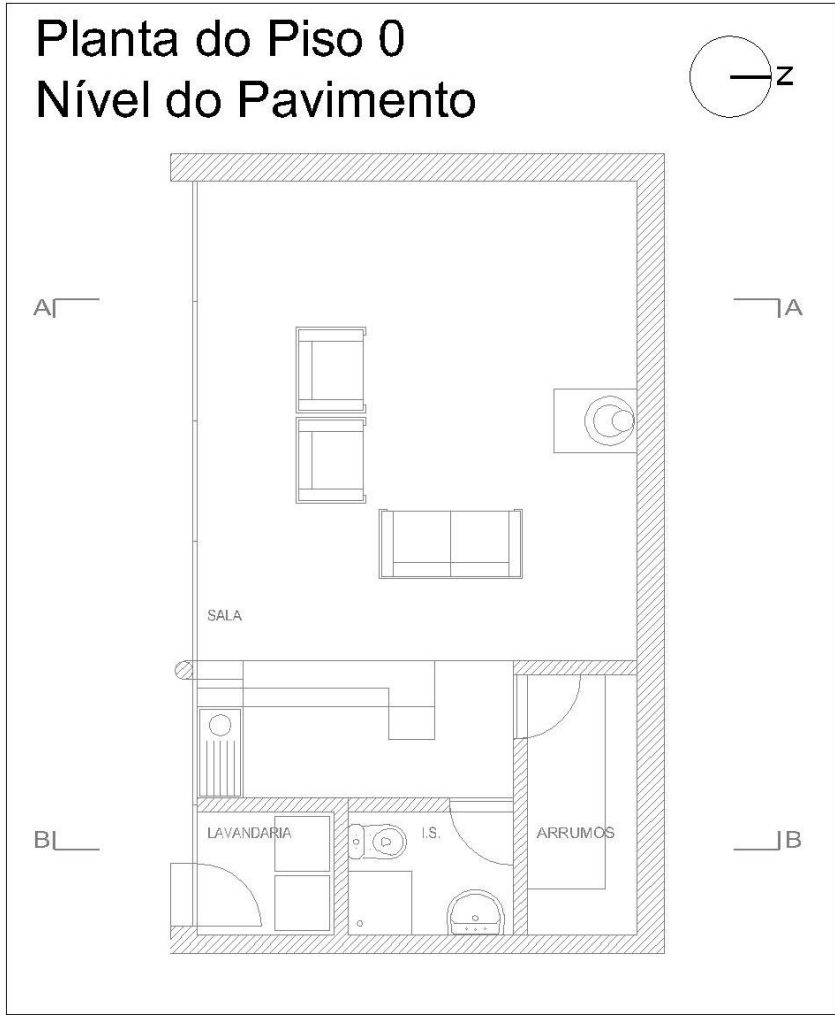 Planta do Piso 0
Nível do Pavimento
Z
A
A
SALA
B
LAVANDARIA
I.S.
ARRUMOS
B